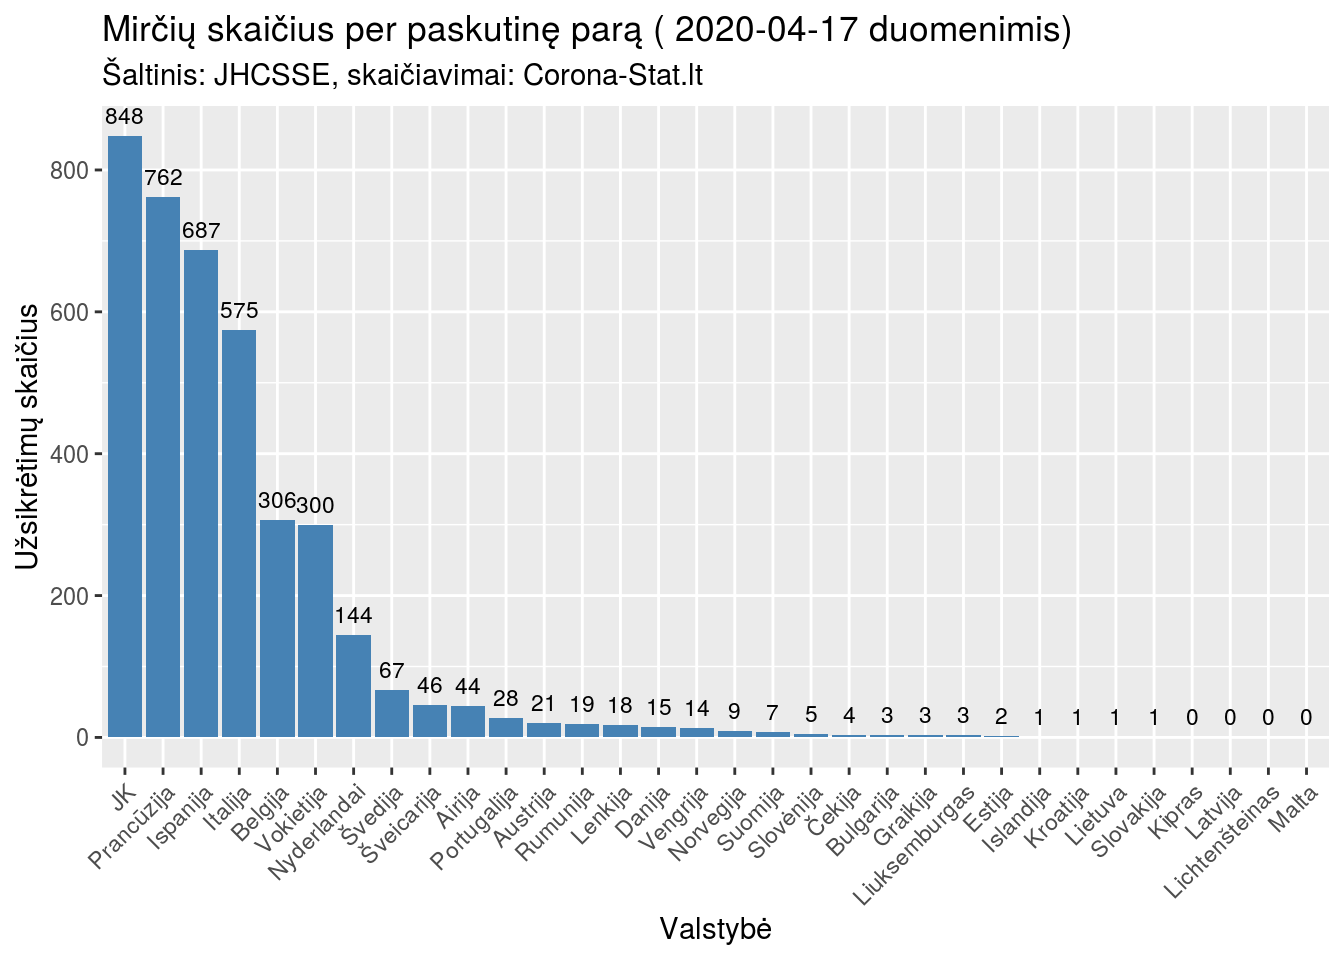 Mirčių skaičius per paskutinę parą ( 2020-04-17 duomenimis)
Šaltinis: JHCSSE, skaičiavimai: Corona-Stat.lt
Užsikrėtimų skaičius
800
600
400
200
0
848
762
687
575
306
300
144
67
46
44
28
21
19
18
15
14
9
7
5
4
3
3
3
2
1
1
1
1
0
0
0
0
JK
Prancūzija
Ispanija
Italija
Belgija
Vokietija
Nyderlandai
Švedija
Šveicarija
Airija
Portugalija
Austrija
Rumunija
Lenkija
Danija
Vengrija
Norvegija
Suomija
Slovėnija
Čekija
Bulgarija
Graikija
Liuksemburgas
Estija
Islandija
Kroatija
Lietuva
Slovakija
Kipras
Latvija
Lichtenšteinas
Malta
Valstybė